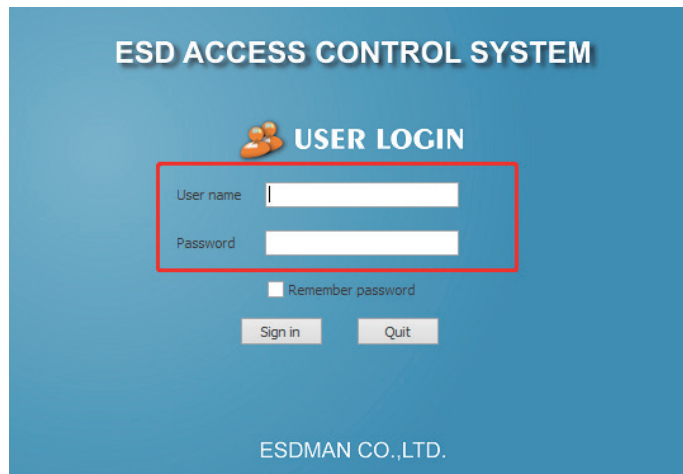 ESD ACCESS CONTROL SYSTEM
USER LOGIN
User name
Password
Remember password
Sign in Quit
ESDMAN CO.,LTD.